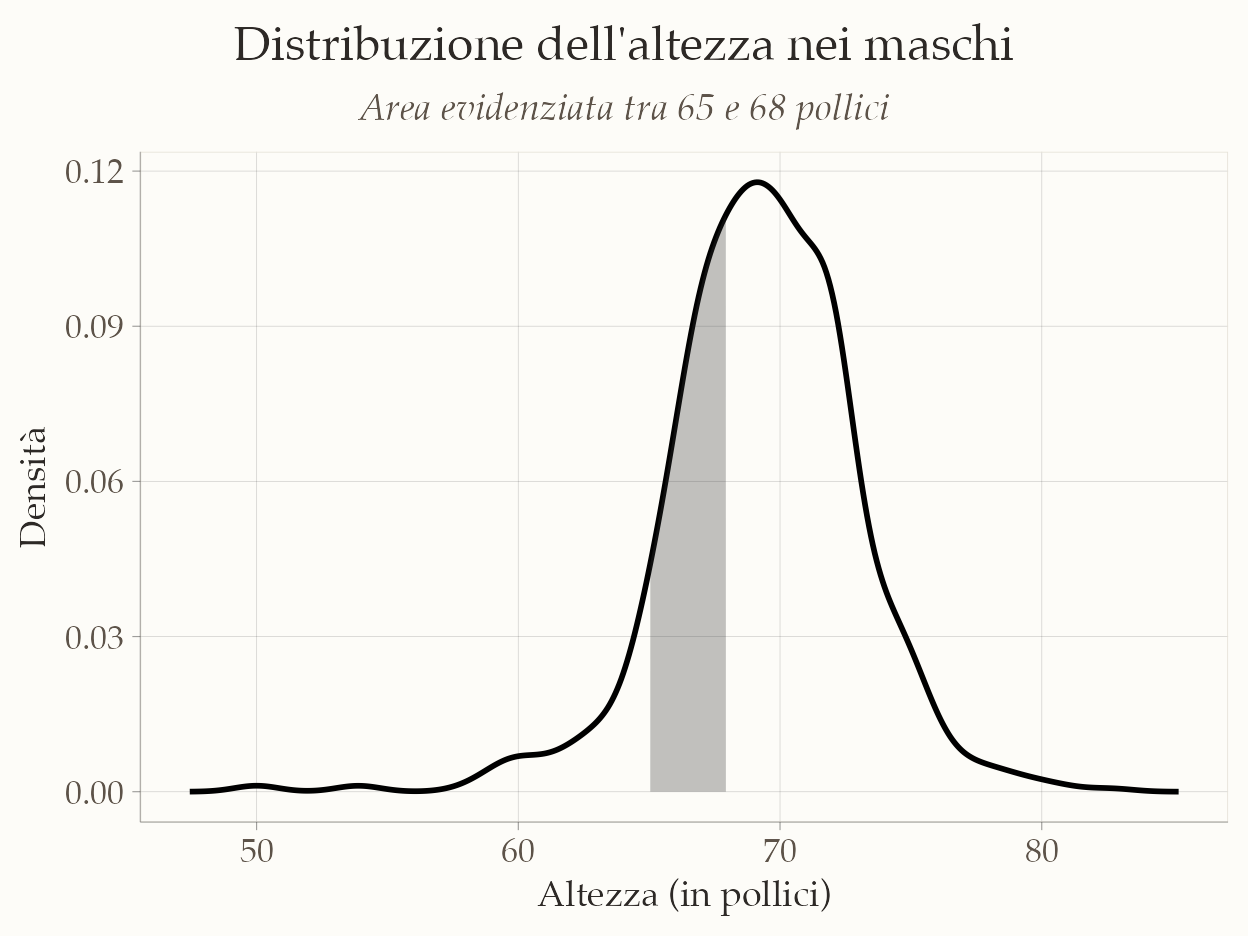 Distribuzione dell'altezza nei maschi
Area evidenziata tra 65 e 68 pollici
0.12
0.09
0.06
0.03
0.00
Densità
50 60 70 80
Altezza (in pollici)